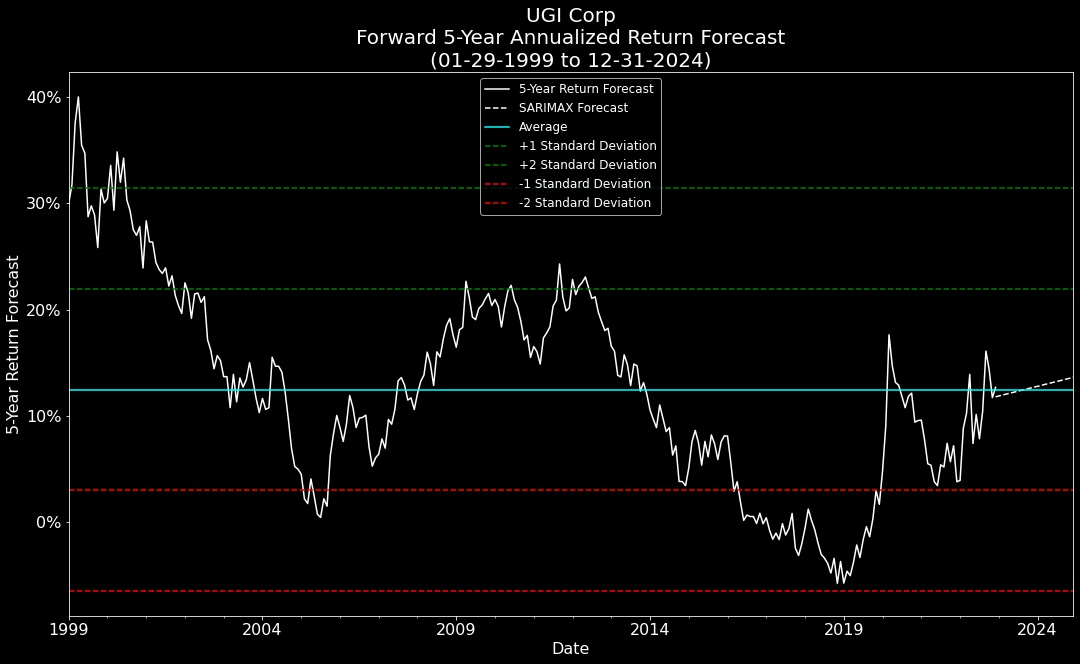 UGI Corp
Forward 5-Year Annualized Return Forecast
(01-29-1999 to 12-31-2024)
5-Year Return Forecast
SARIMAX Forecast
Average
+1 Standard Deviation
+2 Standard Deviation
-1 Standard Deviation
-2 Standard Deviation
5-Year Return Forecast
40%
30%
20%
10%
0%
1999 2004 2009 2014 2019 2024
Date